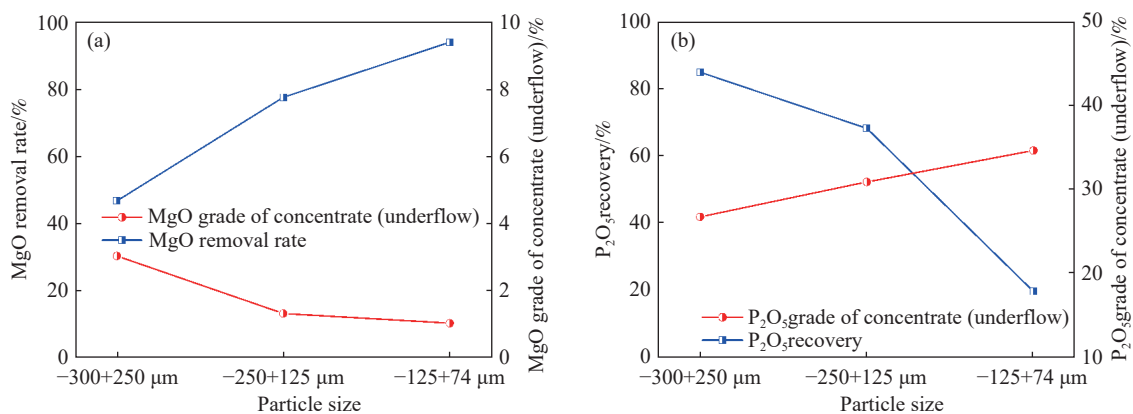 (a)
MgO removal rate/%
100
80
60
40
20
0
MgO grade of concentrate (underflow)
MgO removal rate
10
8
6
4
2
0
MgO grade of concentrate (underflow)/%
−300+250 μm
−250+125 μm
−125+74 μm
Particle size
(b)
P₂O₅recovery/%
100
80
60
40
20
0
P₂O₅grade of concentrate (underflow)
P₂O₅recovery
50
40
30
20
10
P₂O₅grade of concentrate (underflow)/%
−300+250 μm
−250+125 μm
−125+74 μm
Particle size